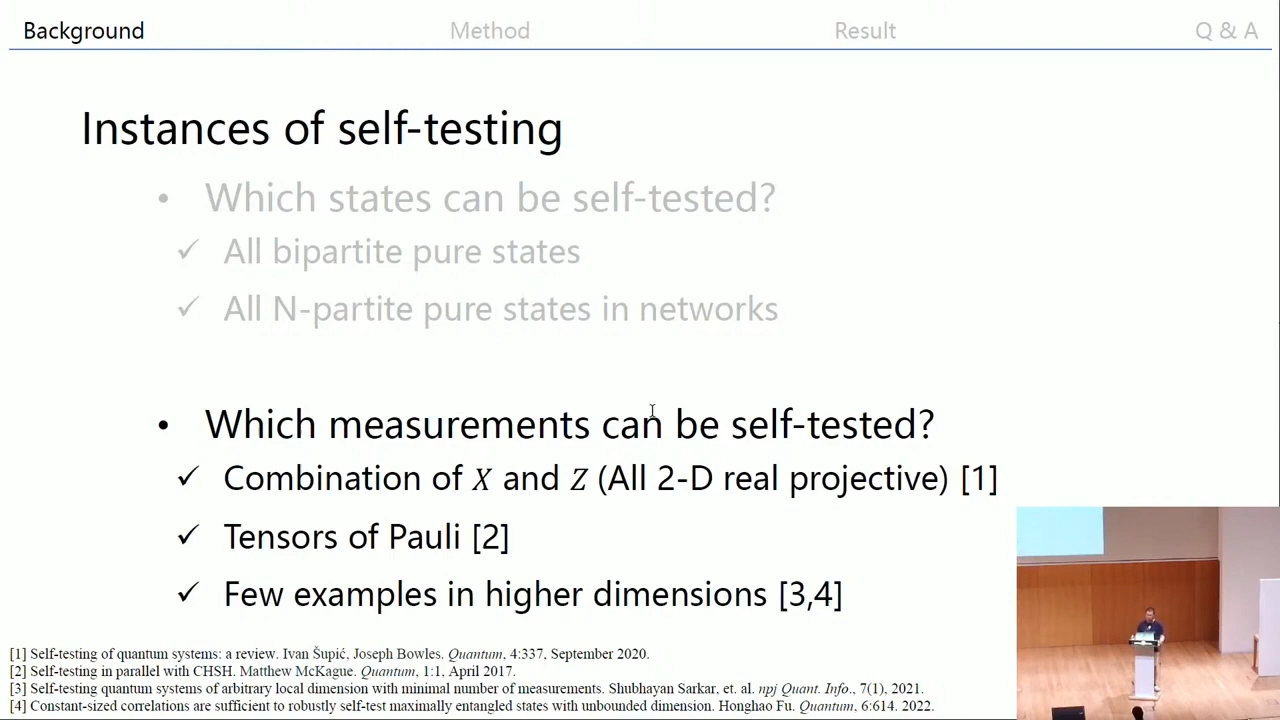 Background Method Result Q & A
Instances of self-testing
• Which states can be self-tested?
✓ All bipartite pure states
✓ All N-partite pure states in networks
• Which measurements can be self-tested?
✓ Combination of X and Z (All 2-D real projective) [1]
✓ Tensors of Pauli [2]
✓ Few examples in higher dimensions [3,4]
[1] Self-testing of quantum systems: a review. Ivan Šupić, Joseph Bowles. Quantum, 4:337, September 2020.
[2] Self-testing in parallel with CHSH. Matthew McKague. Quantum, 1:1, April 2017.
[3] Self-testing quantum systems of arbitrary local dimension with minimal number of measurements. Shubhayan Sarkar, et. al. npj Quant. Info., 7(1), 2021.
[4] Constant-sized correlations are sufficient to robustly self-test maximally entangled states with unbounded dimension. Honghao Fu. Quantum, 6:614. 2022.